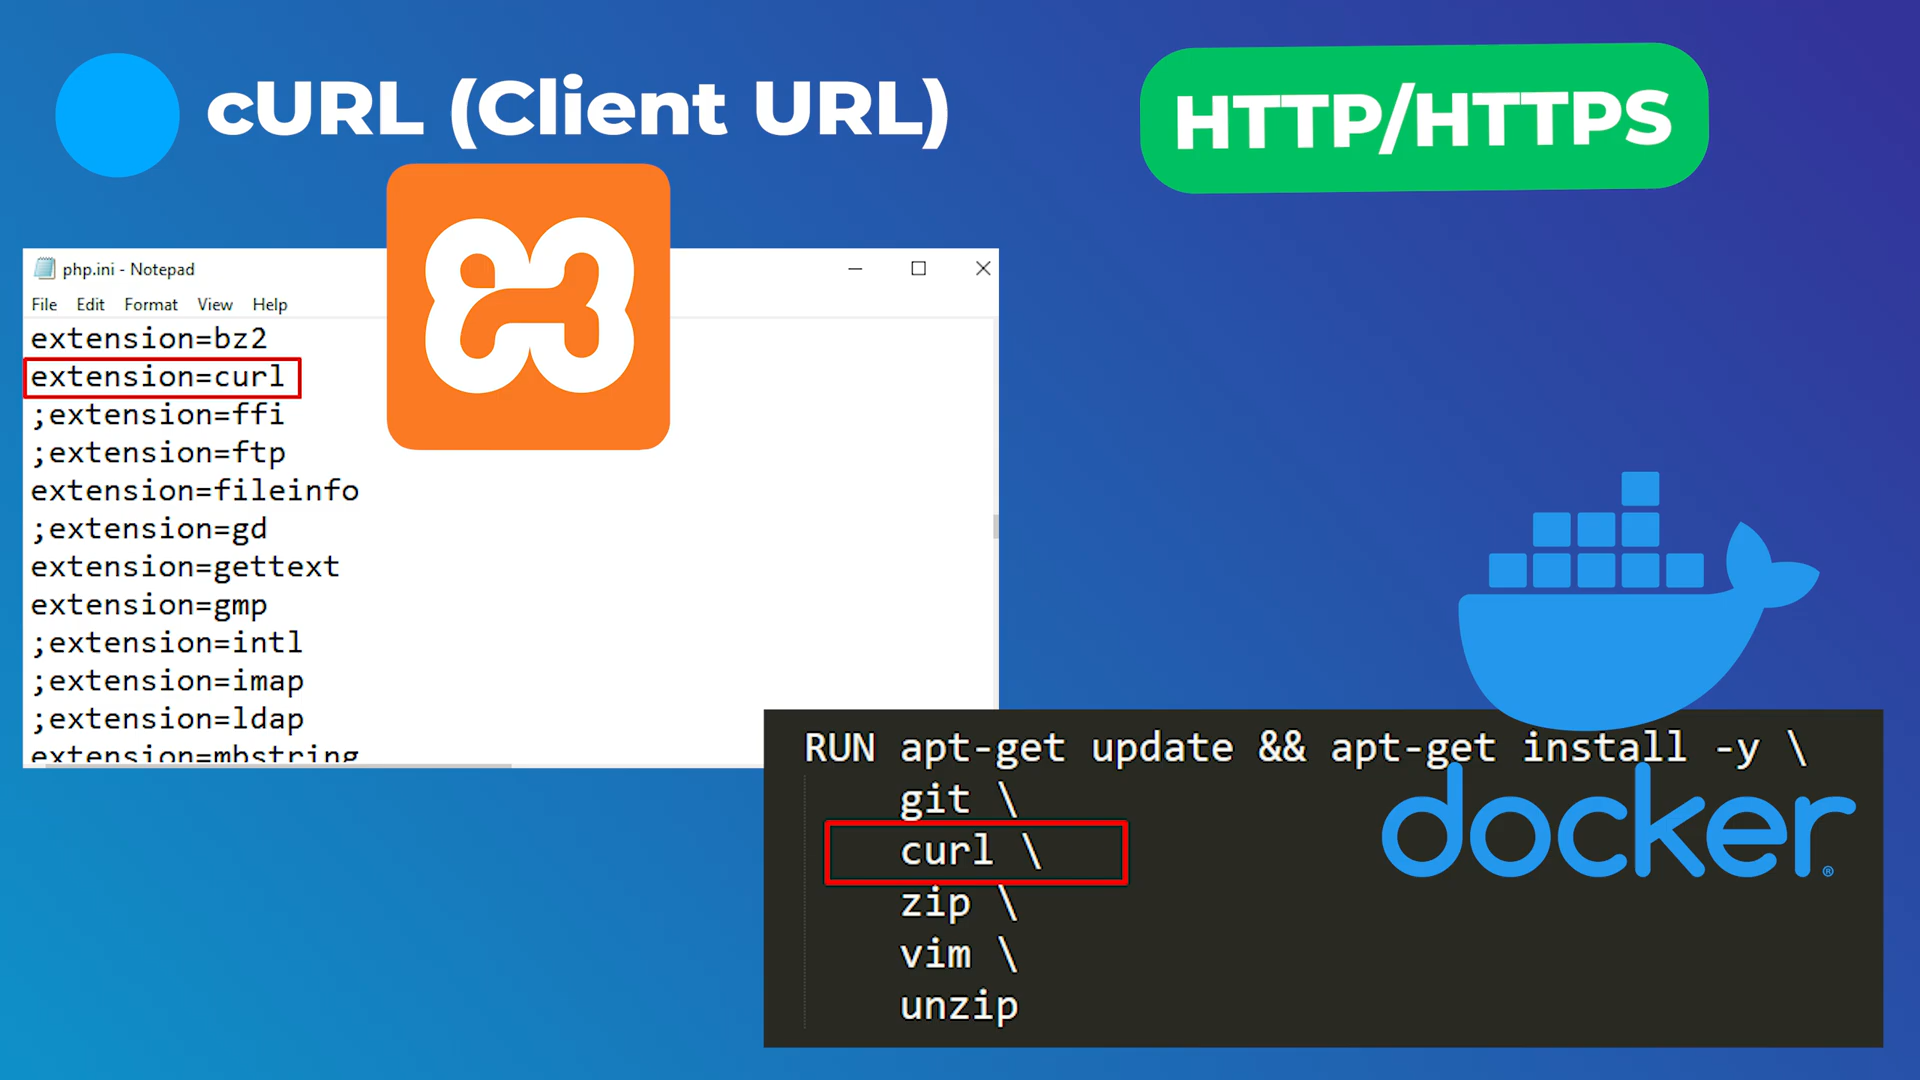 cURL (Client URL)
HTTP/HTTPS
php.ini - Notepad
File Edit Format View Help
extension=bz2
extension=curl
;extension=ffi
;extension=ftp
extension=fileinfo
;extension=gd
extension=gettext
extension=gmp
;extension=intl
;extension=imap
;extension=ldap
extension=mbstring
RUN apt-get update && apt-get install -y \
git \
curl \
zip \
vim \
unzip
docker®